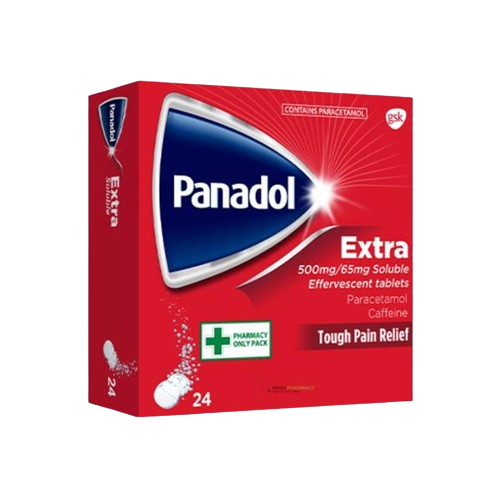 CONTAINS PARACETAMOL
gsk
Panadol
Extra
500mg/65mg Soluble
Effervescent tablets
Paracetamol
Caffeine
Tough Pain Relief
PHARMACY
ONLY PACK
24
Panadol
Extra
Soluble
24